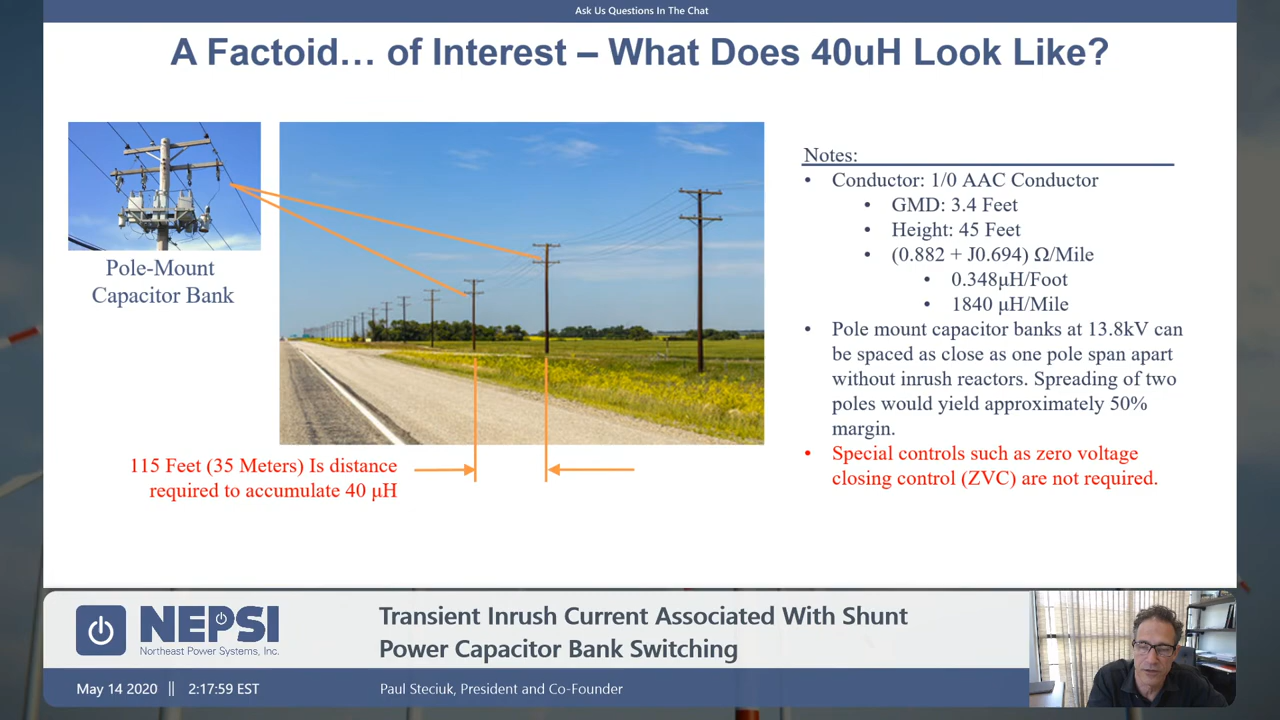 Ask Us Questions In The Chat
A Factoid… of Interest – What Does 40uH Look Like?
Pole-Mount
Capacitor Bank
115 Feet (35 Meters) Is distance
required to accumulate 40 μH
Notes:
• Conductor: 1/0 AAC Conductor
• GMD: 3.4 Feet
• Height: 45 Feet
• (0.882 + J0.694) Ω/Mile
• 0.348μH/Foot
• 1840 μH/Mile
• Pole mount capacitor banks at 13.8kV can
be spaced as close as one pole span apart
without inrush reactors. Spreading of two
poles would yield approximately 50%
margin.
• Special controls such as zero voltage
closing control (ZVC) are not required.
NEPSI
Northeast Power Systems, Inc.
Transient Inrush Current Associated With Shunt
Power Capacitor Bank Switching
May 14 2020 || 2:17:59 EST
Paul Steciuk, President and Co-Founder